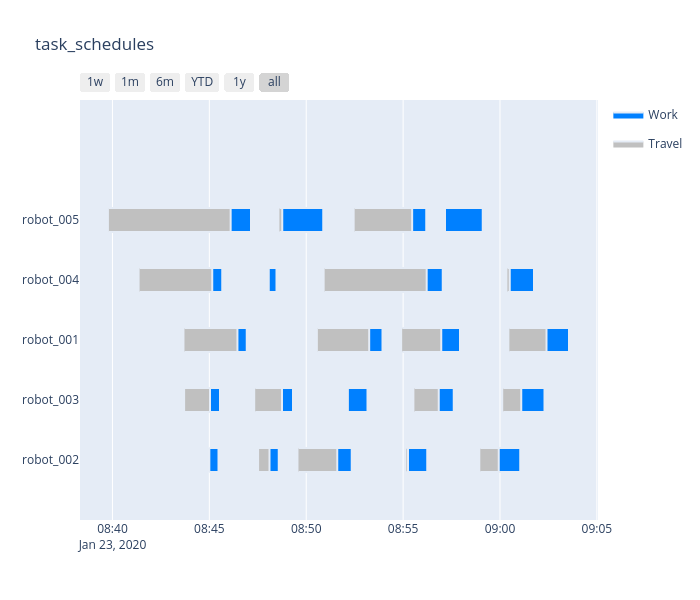 task_schedules
1w 1m 6m YTD 1y all
Work
Travel
robot_005
robot_004
robot_001
robot_003
robot_002
08:40 08:45 08:50 08:55 09:00 09:05
Jan 23, 2020